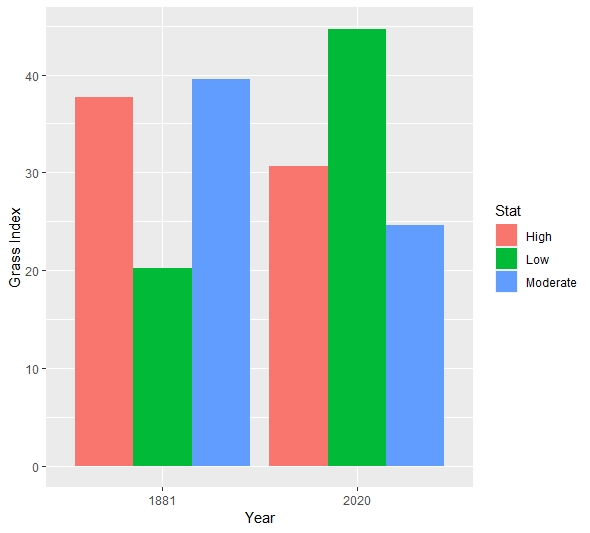 Grass Index
40
30
20
10
0
1881
2020
Year
Stat
High
Low
Moderate